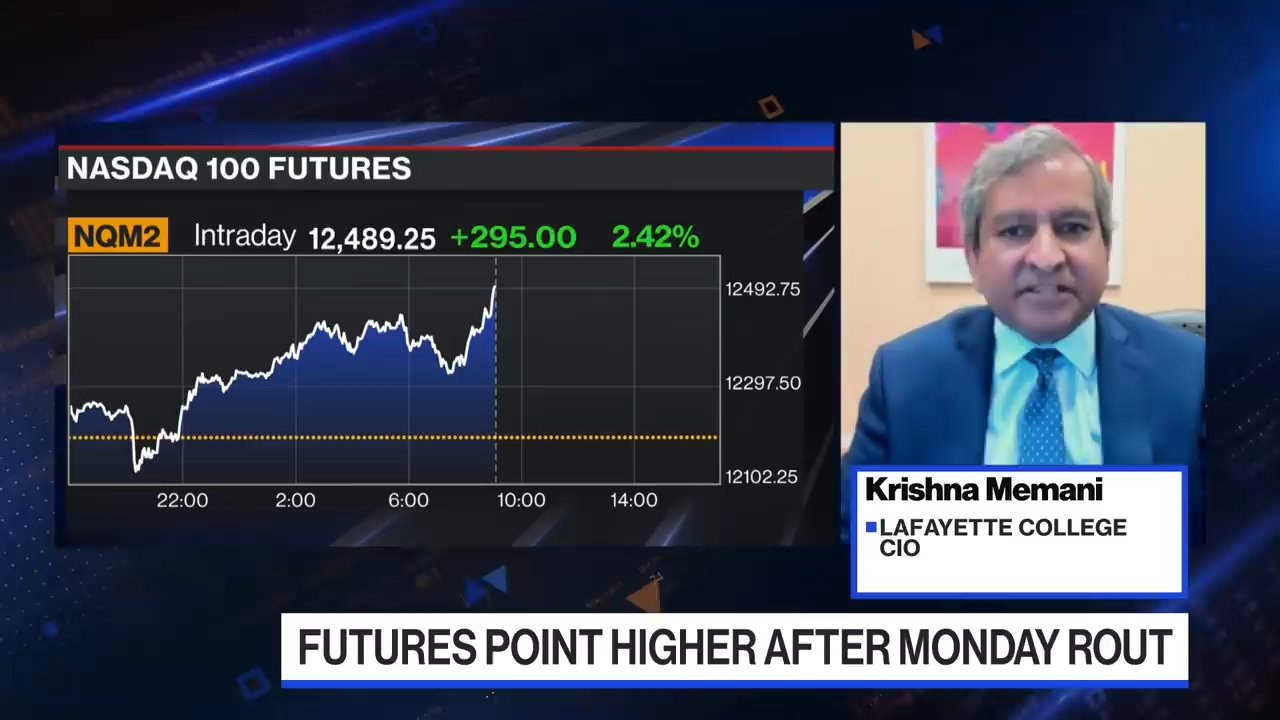 NASDAQ 100 FUTURES
NQM2 Intraday 12,489.25 +295.00 2.42%
12492.75
12297.50
12102.25
22:00 2:00 6:00 10:00 14:00
Krishna Memani
LAFAYETTE COLLEGE
CIO
FUTURES POINT HIGHER AFTER MONDAY ROUT